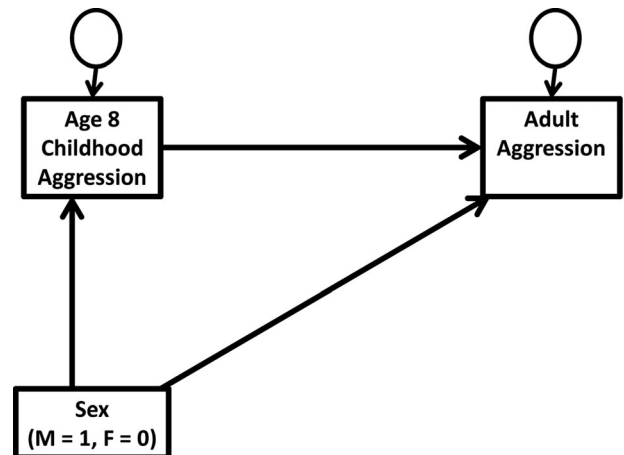 Age 8
Childhood
Aggression
Adult
Aggression
Sex
(M = 1, F = 0)